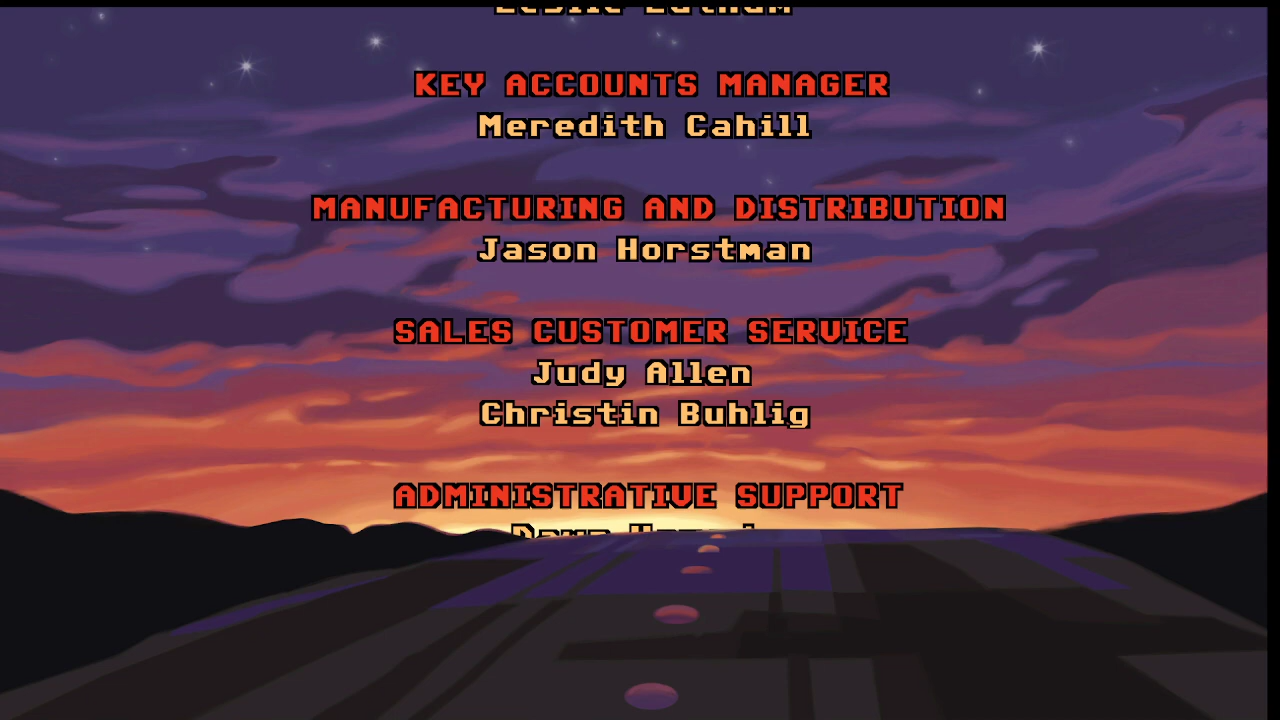 KEY ACCOUNTS MANAGER
Meredith Cahill
MANUFACTURING AND DISTRIBUTION
Jason Horstman
SALES CUSTOMER SERVICE
Judy Allen
Christin Buhlig
ADMINISTRATIVE SUPPORT